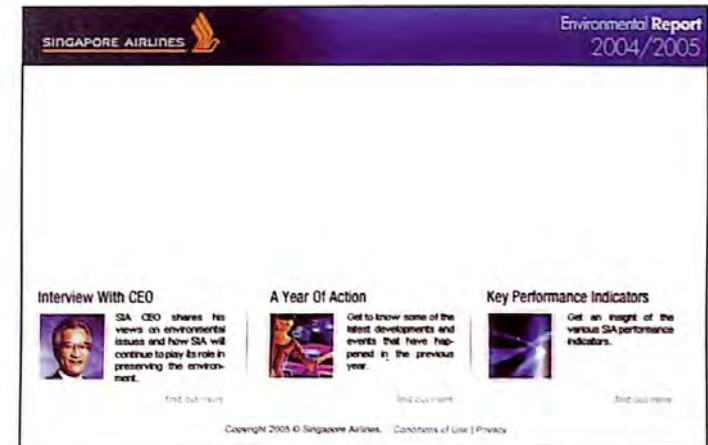 SINGAPORE AIRLINES
Environmental Report
2004/2005
Interview With CEO
SIA CEO shares his
views on environmental
issues and how SIA will
continue to play its role in
preserving the environ-
ment.
find out more
A Year Of Action
Get to know some of the
latest developments and
events that have hap-
pened in the previous
year.
find out more
Key Performance Indicators
Get an insight of the
various SIA performance
indicators.
find out more
Copyright 2005 © Singapore Airlines. Conditions of Use | Privacy